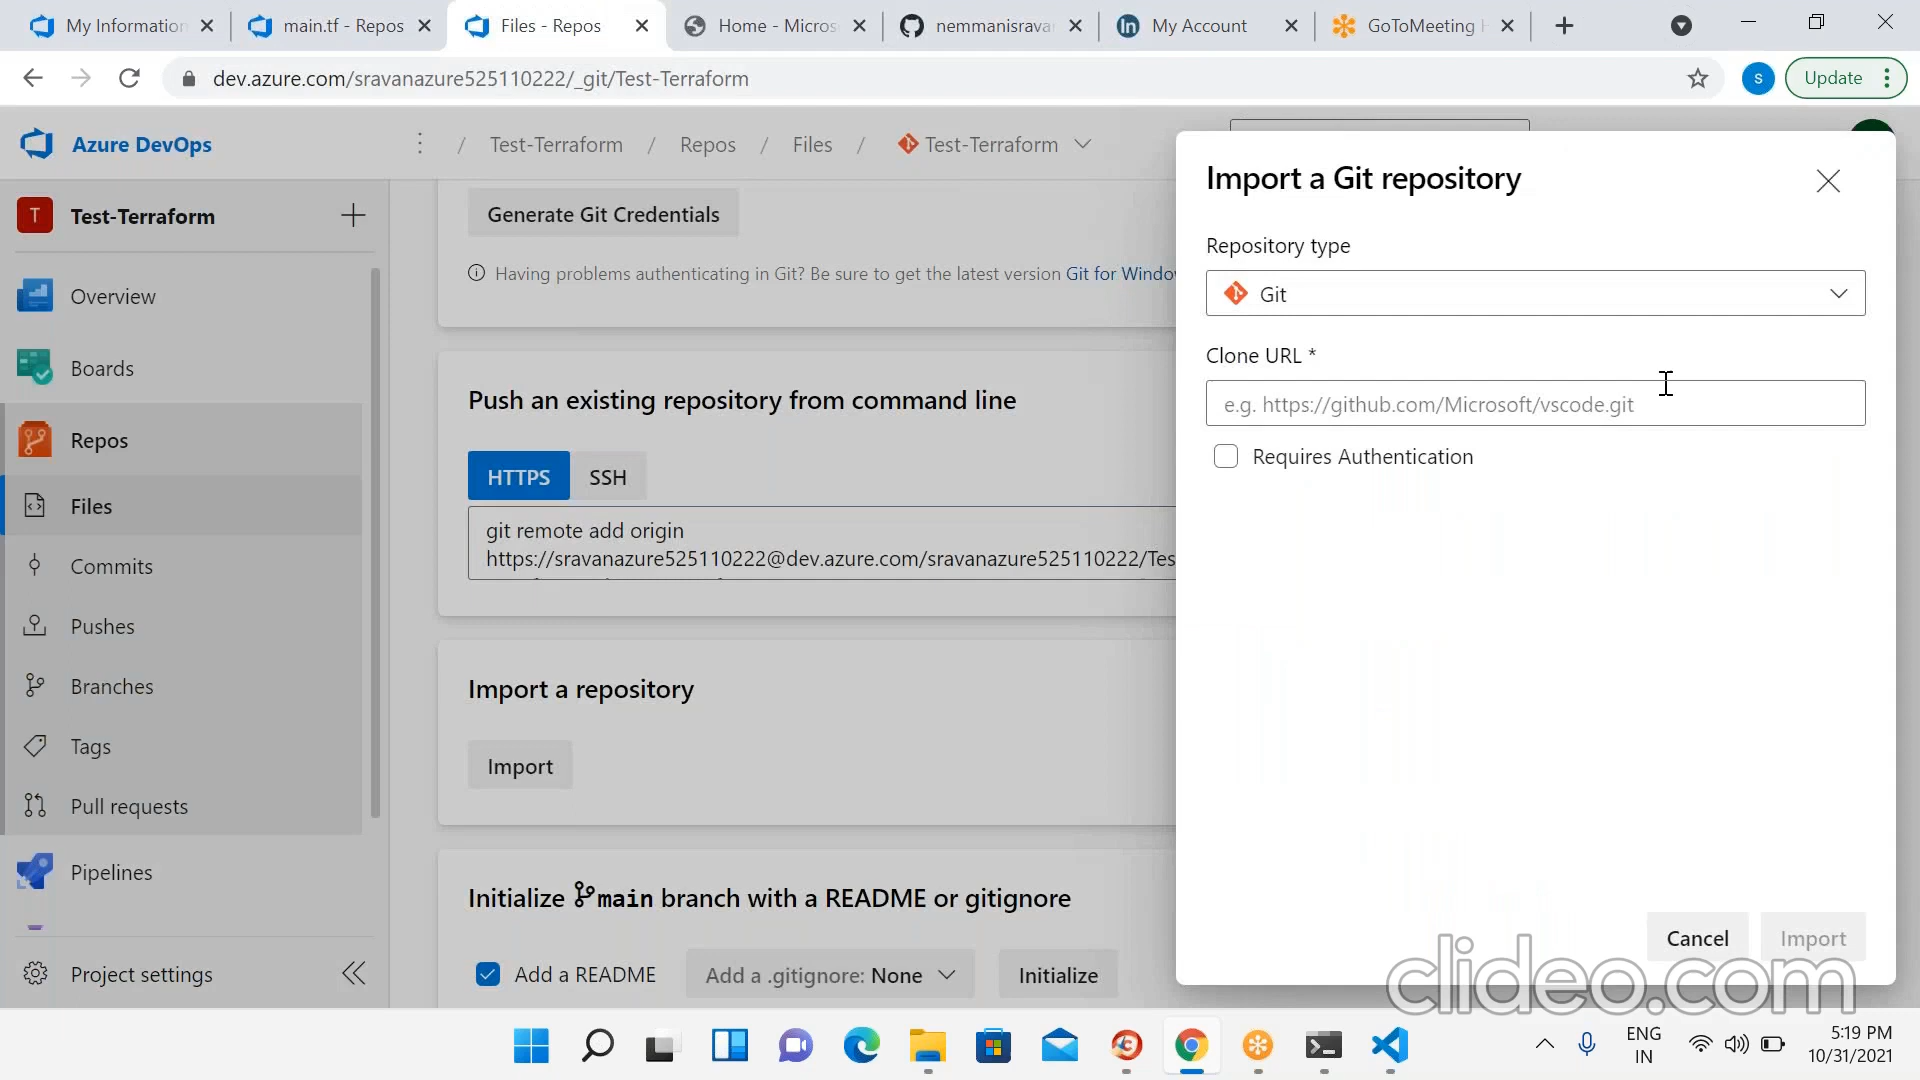 My Information
main.tf - Repos
Files - Repos
Home - Micros
nemmanisravan
in
My Account
GoToMeeting H
dev.azure.com/sravanazure525110222/_git/Test-Terraform
s
Update
Azure DevOps
/ Test-Terraform / Repos / Files / Test-Terraform
T
Test-Terraform
Overview
Boards
Repos
Files
Commits
Pushes
Branches
Tags
Pull requests
Pipelines
Project settings
Generate Git Credentials
Having problems authenticating in Git? Be sure to get the latest version Git for Window
Push an existing repository from command line
HTTPS
SSH
git remote add origin
https://sravanazure525110222@dev.azure.com/sravanazure525110222/Tes
Import a repository
Import
Initialize main branch with a README or gitignore
Add a README
Add a .gitignore: None
Initialize
Import a Git repository
Repository type
Git
Clone URL *
e.g. https://github.com/Microsoft/vscode.git
Requires Authentication
Cancel
Import
clideo.com
ENG
IN
5:19 PM
10/31/2021